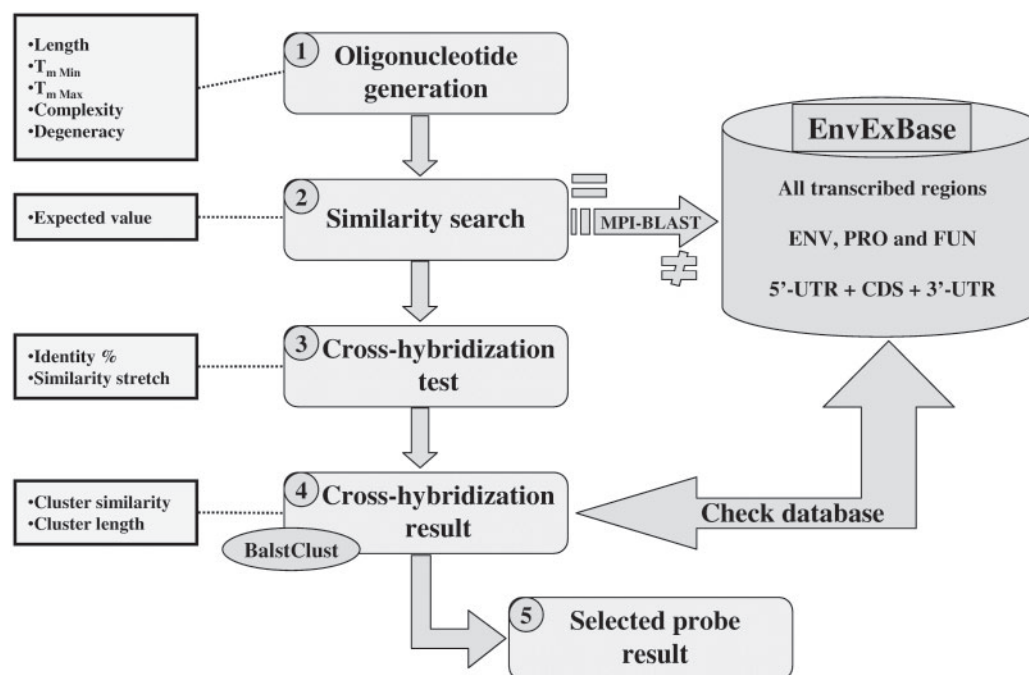 •Length
•Tm Min
•Tm Max
•Complexity
•Degeneracy
1
Oligonucleotide
generation
•Expected value
2
Similarity search
=
=
MPI-BLAST
≠
EnvExBase
All transcribed regions
ENV, PRO and FUN
5’-UTR + CDS + 3’-UTR
•Identity %
•Similarity stretch
3
Cross-hybridization
test
•Cluster similarity
•Cluster length
4
Cross-hybridization
result
BalstClust
Check database
5
Selected probe
result